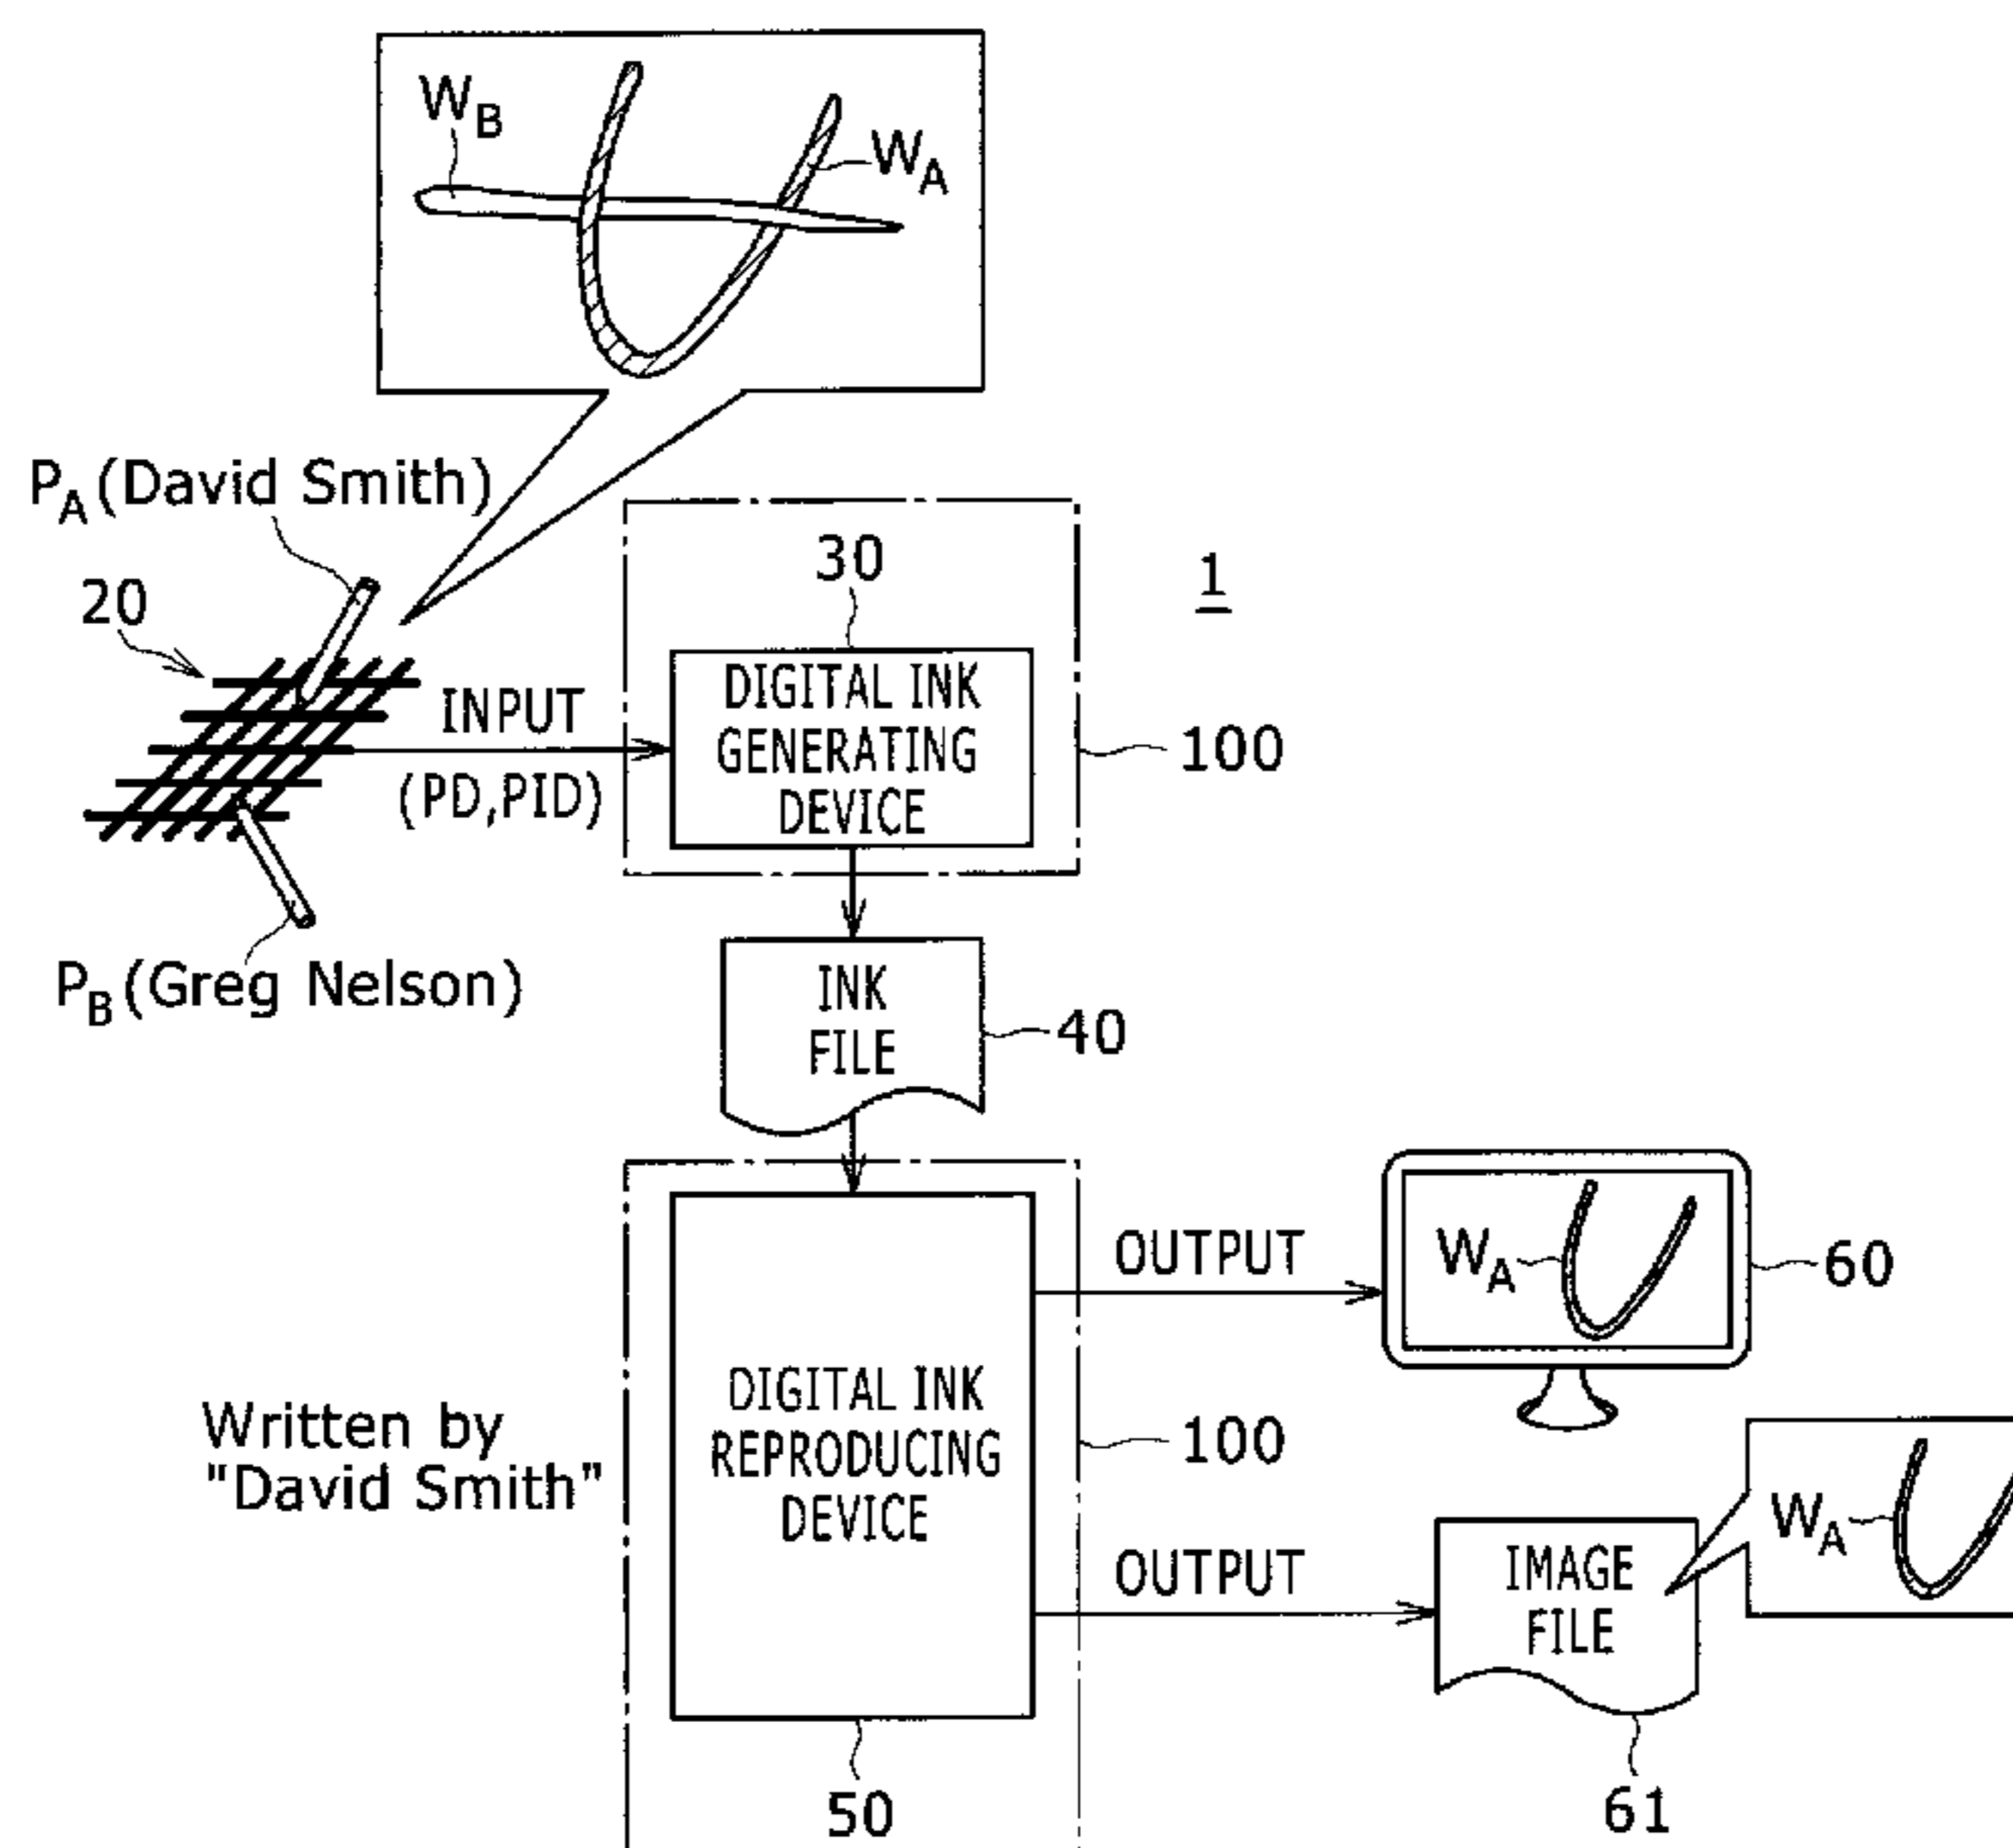 WB
WA
PA(David Smith)
20
30
1
INPUT
(PD,PID)
DIGITAL INK
GENERATING
DEVICE
100
PB(Greg Nelson)
INK
FILE
40
Written by
"David Smith"
DIGITAL INK
REPRODUCING
DEVICE
50
100
OUTPUT
WA
60
OUTPUT
IMAGE
FILE
WA
61